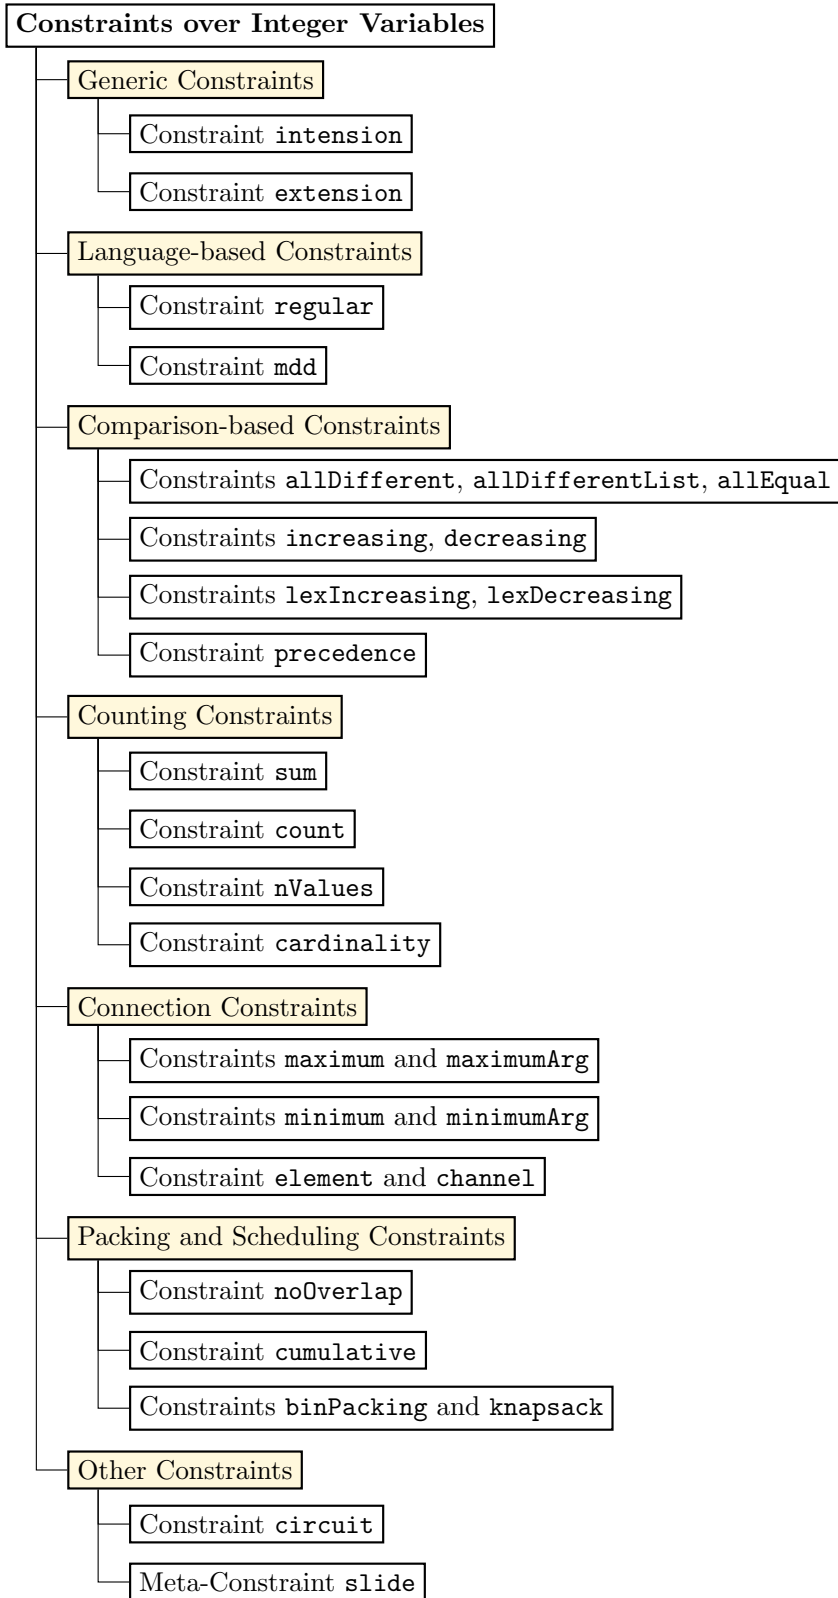 Constraints over Integer Variables
Generic Constraints
Constraint intension
Constraint extension
Language-based Constraints
Constraint regular
Constraint mdd
Comparison-based Constraints
Constraints allDifferent, allDifferentList, allEqual
Constraints increasing, decreasing
Constraints lexIncreasing, lexDecreasing
Constraint precedence
Counting Constraints
Constraint sum
Constraint count
Constraint nValues
Constraint cardinality
Connection Constraints
Constraints maximum and maximumArg
Constraints minimum and minimumArg
Constraint element and channel
Packing and Scheduling Constraints
Constraint noOverlap
Constraint cumulative
Constraints binPacking and knapsack
Other Constraints
Constraint circuit
Meta-Constraint slide